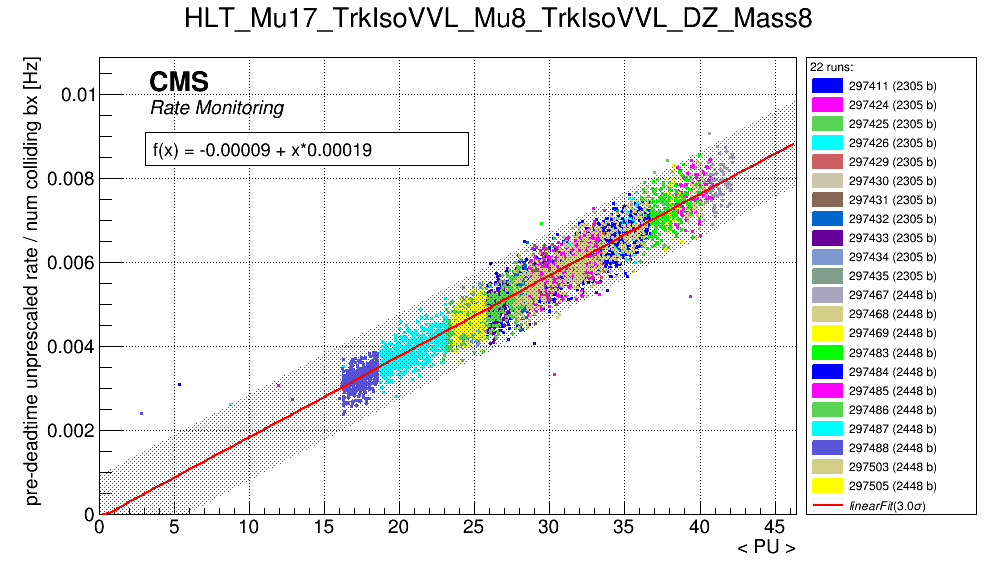 HLT_Mu17_TrkIsoVVL_Mu8_TrkIsoVVL_DZ_Mass8
pre-deadtime unprescaled rate / num colliding bx [Hz]
0.01
0.008
0.006
0.004
0.002
0
CMS
Rate Monitoring
f(x) = -0.00009 + x*0.00019
0 5 10 15 20 25 30 35 40 45
< PU >
22 runs:
297411 (2305 b)
297424 (2305 b)
297425 (2305 b)
297426 (2305 b)
297429 (2305 b)
297430 (2305 b)
297431 (2305 b)
297432 (2305 b)
297433 (2305 b)
297434 (2305 b)
297435 (2305 b)
297467 (2448 b)
297468 (2448 b)
297469 (2448 b)
297483 (2448 b)
297484 (2448 b)
297485 (2448 b)
297486 (2448 b)
297487 (2448 b)
297488 (2448 b)
297503 (2448 b)
297505 (2448 b)
linearFit(3.0σ)